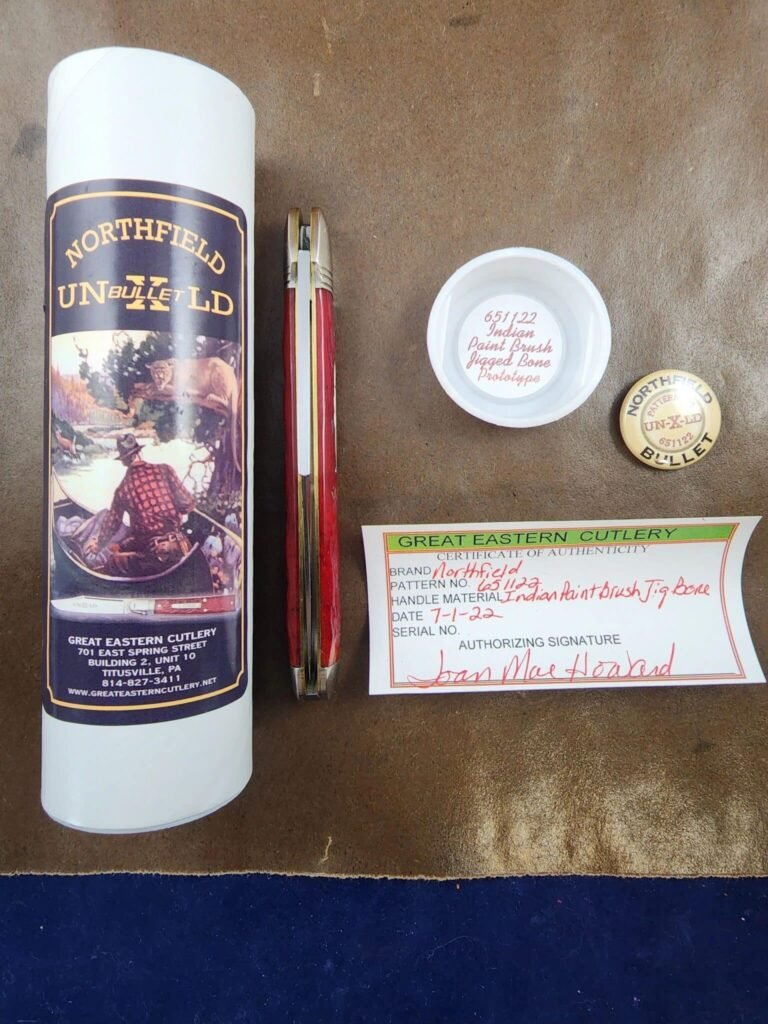 NORTHFIELD
UN BULLET X LD
GREAT EASTERN CUTLERY
701 EAST SPRING STREET
BUILDING 2, UNIT 10
TITUSVILLE, PA
814-827-3411
WWW.GREATEASTERNCUTLERY.NET
651122
Indian
Paint Brush
Jigged Bone
Prototype
NORTHFIELD
PATTERN
UN-X-LD
651122
BULLET
GREAT EASTERN CUTLERY
CERTIFICATE OF AUTHENTICITY
BRAND Northfield
PATTERN NO. 651122
HANDLE MATERIAL Indian Paint Brush Jig Bone
DATE 7-1-22
SERIAL NO.
AUTHORIZING SIGNATURE
Joan Mae Howard